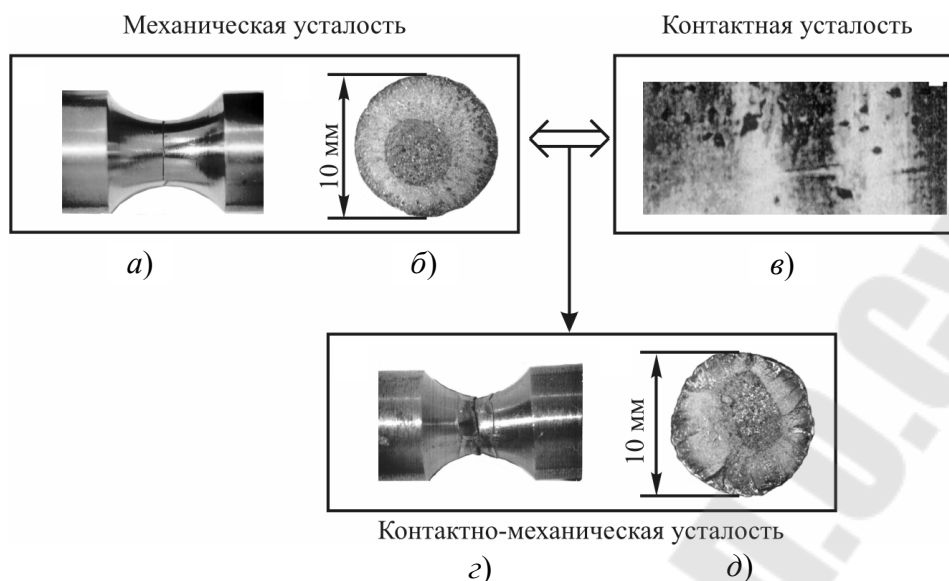 Механическая усталость
Контактная усталость
10 мм
а)
б)
в)
10 мм
Контактно-механическая усталость
г)
д)